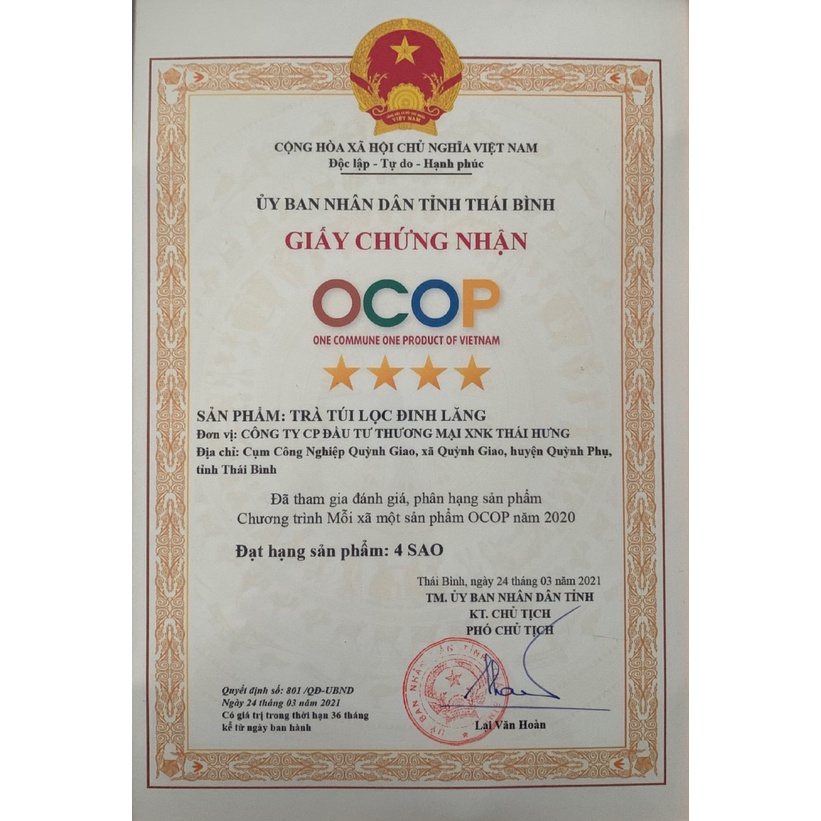 VIỆT NAM
CỘNG HÒA XÃ HỘI CHỦ NGHĨA VIỆT NAM
Độc lập - Tự do - Hạnh phúc
ỦY BAN NHÂN DÂN TỈNH THÁI BÌNH
GIẤY CHỨNG NHẬN
OCOP
ONE COMMUNE ONE PRODUCT OF VIETNAM
SẢN PHẨM: TRÀ TÚI LỌC ĐINH LĂNG
Đơn vị: CÔNG TY CP ĐẦU TƯ THƯƠNG MẠI XNK THÁI HƯNG
Địa chỉ: Cụm Công Nghiệp Quỳnh Giao, xã Quỳnh Giao, huyện Quỳnh Phụ,
tỉnh Thái Bình
Đã tham gia đánh giá, phân hạng sản phẩm
Chương trình Mỗi xã một sản phẩm OCOP năm 2020
Đạt hạng sản phẩm: 4 SAO
Thái Bình, ngày 24 tháng 03 năm 2021
TM. ỦY BAN NHÂN DÂN TỈNH
KT. CHỦ TỊCH
PHÓ CHỦ TỊCH
Quyết định số: 801 /QĐ-UBND
Ngày 24 tháng 03 năm 2021
Có giá trị trong thời hạn 36 tháng
kể từ ngày ban hành
ỦY BAN NHÂN DÂN TỈNH
Lại Văn Hoàn